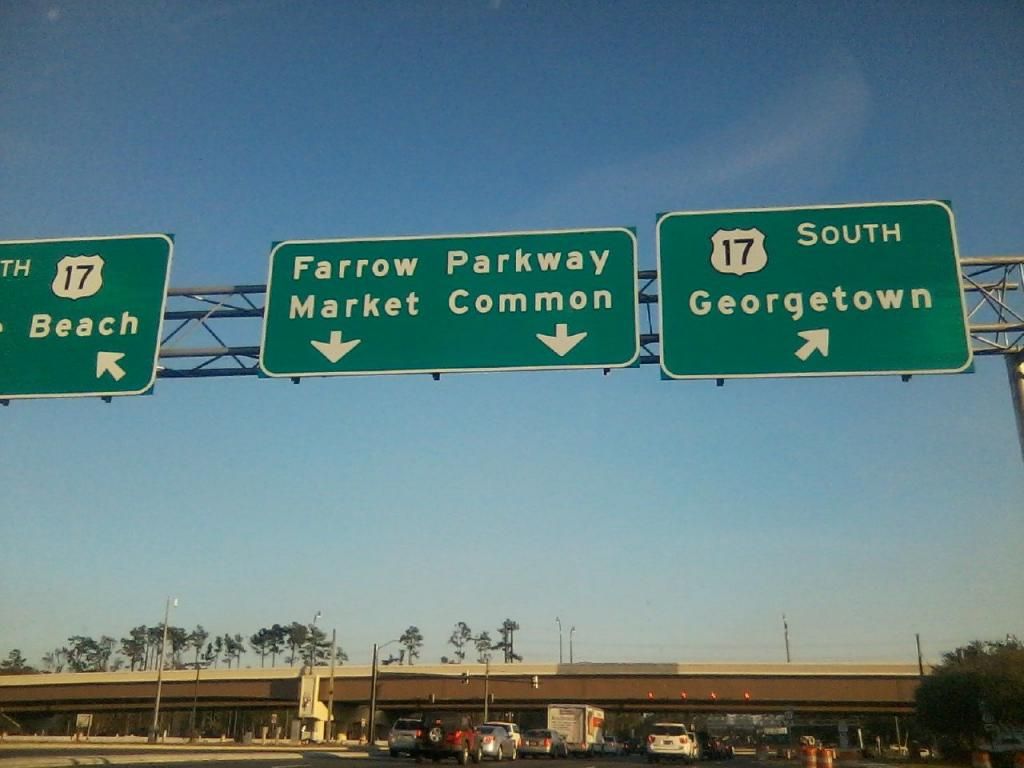 TH 17
Beach
Farrow Parkway
Market Common
17 SOUTH
Georgetown